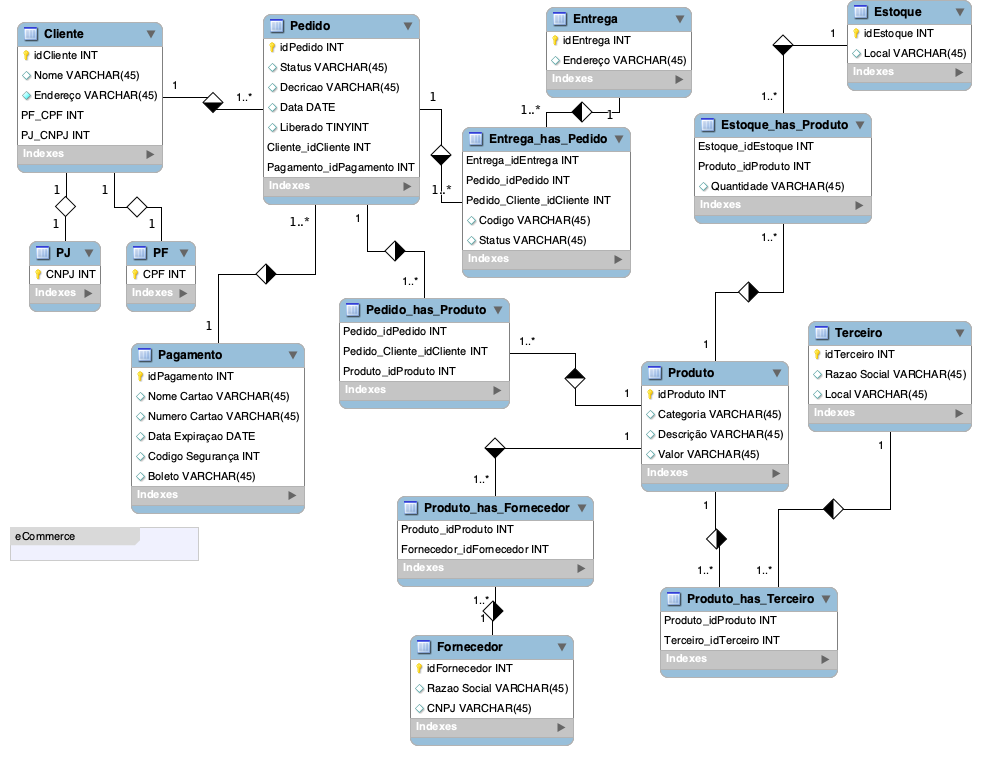 Cliente
idCliente INT
Nome VARCHAR(45)
Endereço VARCHAR(45)
PF_CPF INT
PJ_CNPJ INT
Indexes
1
1..*
Pedido
idPedido INT
Status VARCHAR(45)
Decricao VARCHAR(45)
Data DATE
Liberado TINYINT
Cliente_idCliente INT
Pagamento_idPagamento INT
Indexes
1
1..*
Entrega
idEntrega INT
Endereço VARCHAR(45)
Indexes
1..*
1
Entrega_has_Pedido
Entrega_idEntrega INT
Pedido_idPedido INT
Pedido_Cliente_idCliente INT
Codigo VARCHAR(45)
Status VARCHAR(45)
Indexes
Estoque
idEstoque INT
Local VARCHAR(45)
Indexes
1
1..*
Estoque_has_Produto
Estoque_idEstoque INT
Produto_idProduto INT
Quantidade VARCHAR(45)
Indexes
1..*
1
1
1
1
1
PJ
CNPJ INT
Indexes
PF
CPF INT
Indexes
1..*
1
1
1..*
Pagamento
idPagamento INT
Nome Cartao VARCHAR(45)
Numero Cartao VARCHAR(45)
Data Expiraçao DATE
Codigo Segurança INT
Boleto VARCHAR(45)
Indexes
Pedido_has_Produto
Pedido_idPedido INT
Pedido_Cliente_idCliente INT
Produto_idProduto INT
Indexes
1..*
1
Produto
idProduto INT
Categoria VARCHAR(45)
Descrição VARCHAR(45)
Valor VARCHAR(45)
Indexes
Terceiro
idTerceiro INT
Razao Social VARCHAR(45)
Local VARCHAR(45)
Indexes
1
1..*
1
1..*
1
1..*
Produto_has_Fornecedor
Produto_idProduto INT
Fornecedor_idFornecedor INT
Indexes
1..*
1
eCommerce
Produto_has_Terceiro
Produto_idProduto INT
Terceiro_idTerceiro INT
Indexes
Fornecedor
idFornecedor INT
Razao Social VARCHAR(45)
CNPJ VARCHAR(45)
Indexes